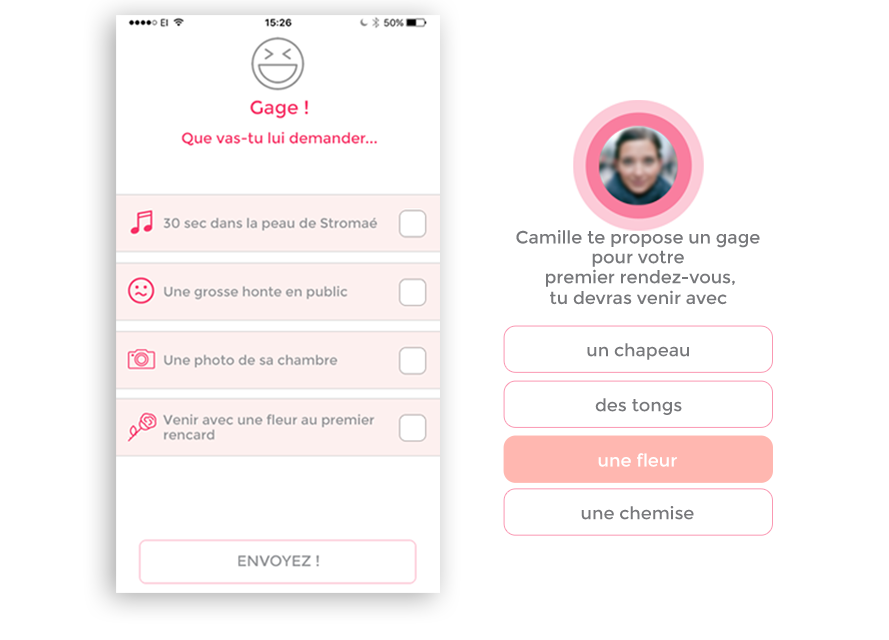 EI 15:26 50%
Gage !
Que vas-tu lui demander...
30 sec dans la peau de Stromaé
Une grosse honte en public
Une photo de sa chambre
Venir avec une fleur au premier
rencard
ENVOYEZ !
Camille te propose un gage
pour votre
premier rendez-vous,
tu devras venir avec
un chapeau
des tongs
une fleur
une chemise